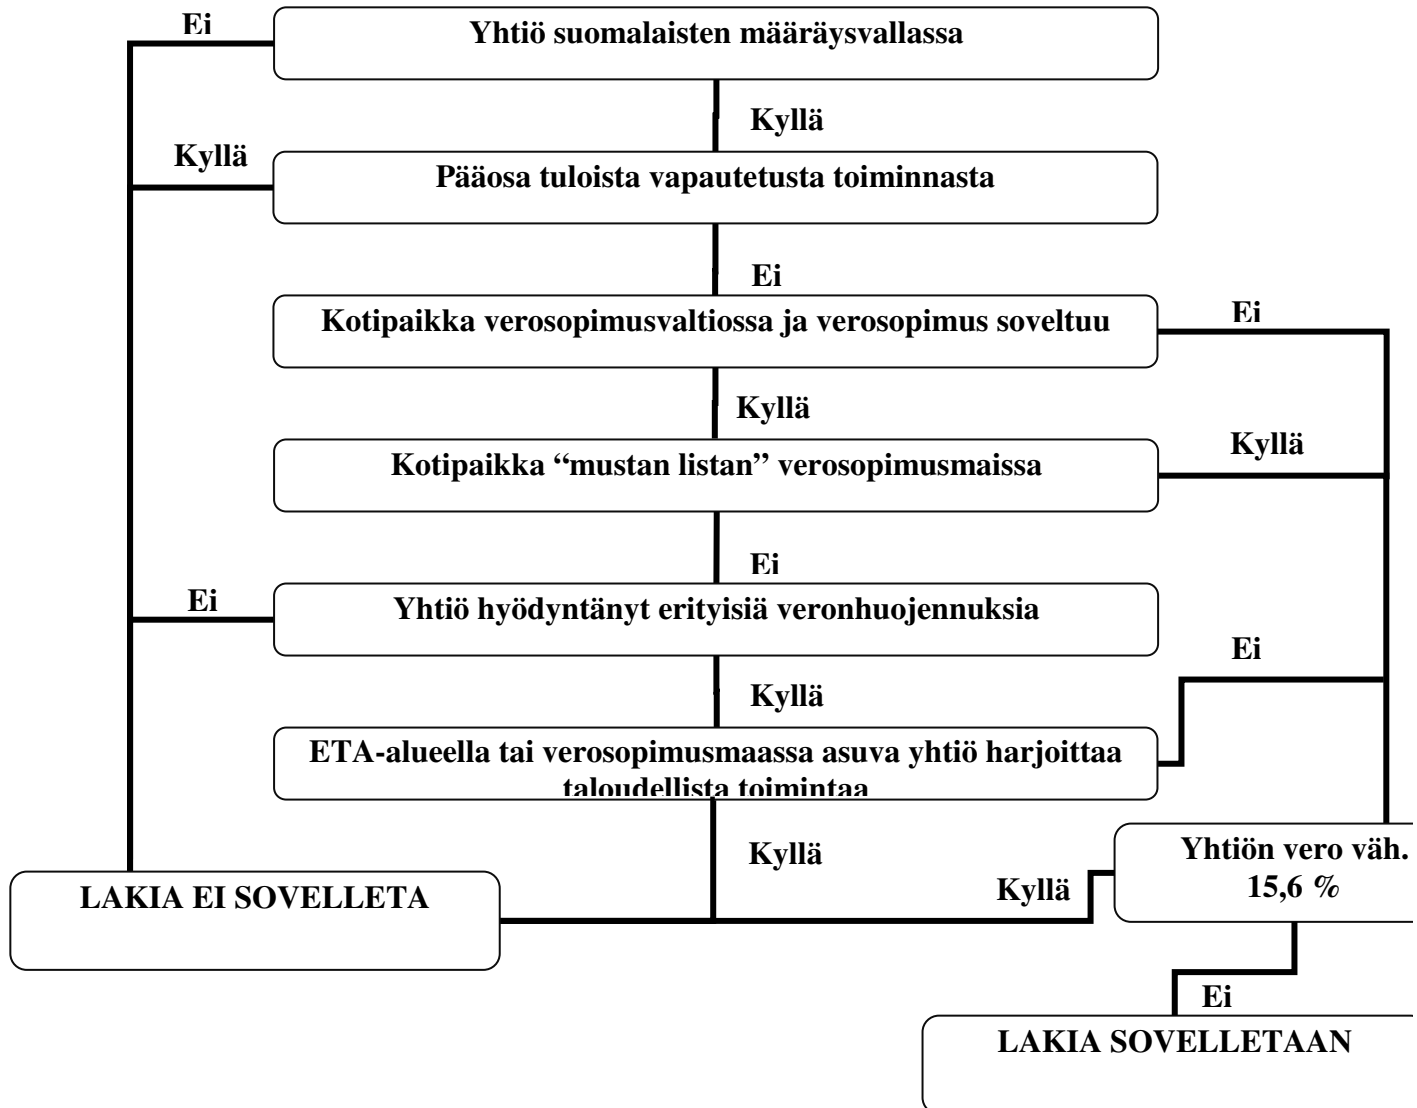 Ei
Yhtiö suomalaisten määräysvallassa
Kyllä
Kyllä
Pääosa tuloista vapautetusta toiminnasta
Ei
Kotipaikka verosopimusvaltiossa ja verosopimus soveltuu
Ei
Kyllä
Kotipaikka “mustan listan” verosopimusmaissa
Kyllä
Ei
Ei
Yhtiö hyödyntänyt erityisiä veronhuojennuksia
Ei
Kyllä
ETA-alueella tai verosopimusmaassa asuva yhtiö harjoittaa
taloudellista toimintaa
Kyllä
Yhtiön vero väh.
15,6 %
Kyllä
LAKIA EI SOVELLETA
Ei
LAKIA SOVELLETAAN